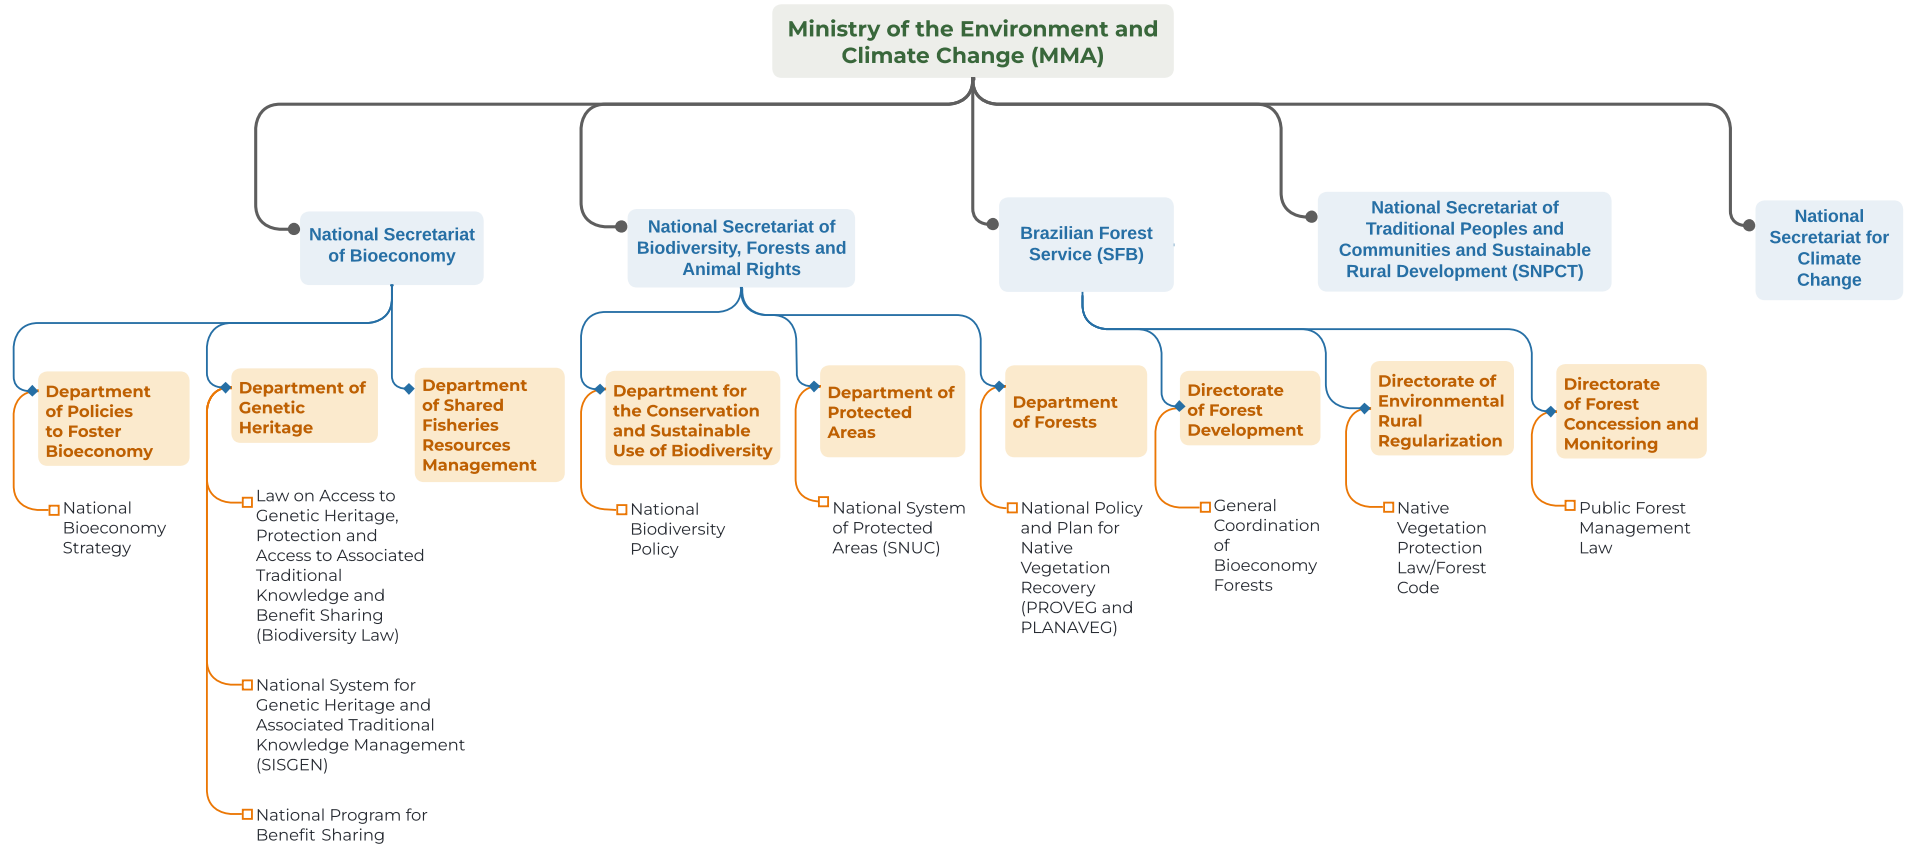 Ministry of the Environment and
Climate Change (MMA)
National Secretariat
of Bioeconomy
National Secretariat of
Biodiversity, Forests and
Animal Rights
Brazilian Forest
Service (SFB)
National Secretariat of
Traditional Peoples and
Communities and Sustainable
Rural Development (SNPCT)
National
Secretariat for
Climate
Change
Department
of Policies
to Foster
Bioeconomy
Department of
Genetic
Heritage
Department
of Shared
Fisheries
Resources
Management
Department for
the Conservation
and Sustainable
Use of Biodiversity
Department of
Protected
Areas
Department
of Forests
Directorate
of Forest
Development
Directorate of
Environmental
Rural
Regularization
Directorate
of Forest
Concession and
Monitoring
National
Bioeconomy
Strategy
Law on Access to
Genetic Heritage,
Protection and
Access to Associated
Traditional
Knowledge and
Benefit Sharing
(Biodiversity Law)
National System for
Genetic Heritage and
Associated Traditional
Knowledge Management
(SISGEN)
National Program for
Benefit Sharing
National
Biodiversity
Policy
National System
of Protected
Areas (SNUC)
National Policy
and Plan for
Native
Vegetation
Recovery
(PROVEG and
PLANAVEG)
General
Coordination
of
Bioeconomy
Forests
Native
Vegetation
Protection
Law/Forest
Code
Public Forest
Management
Law